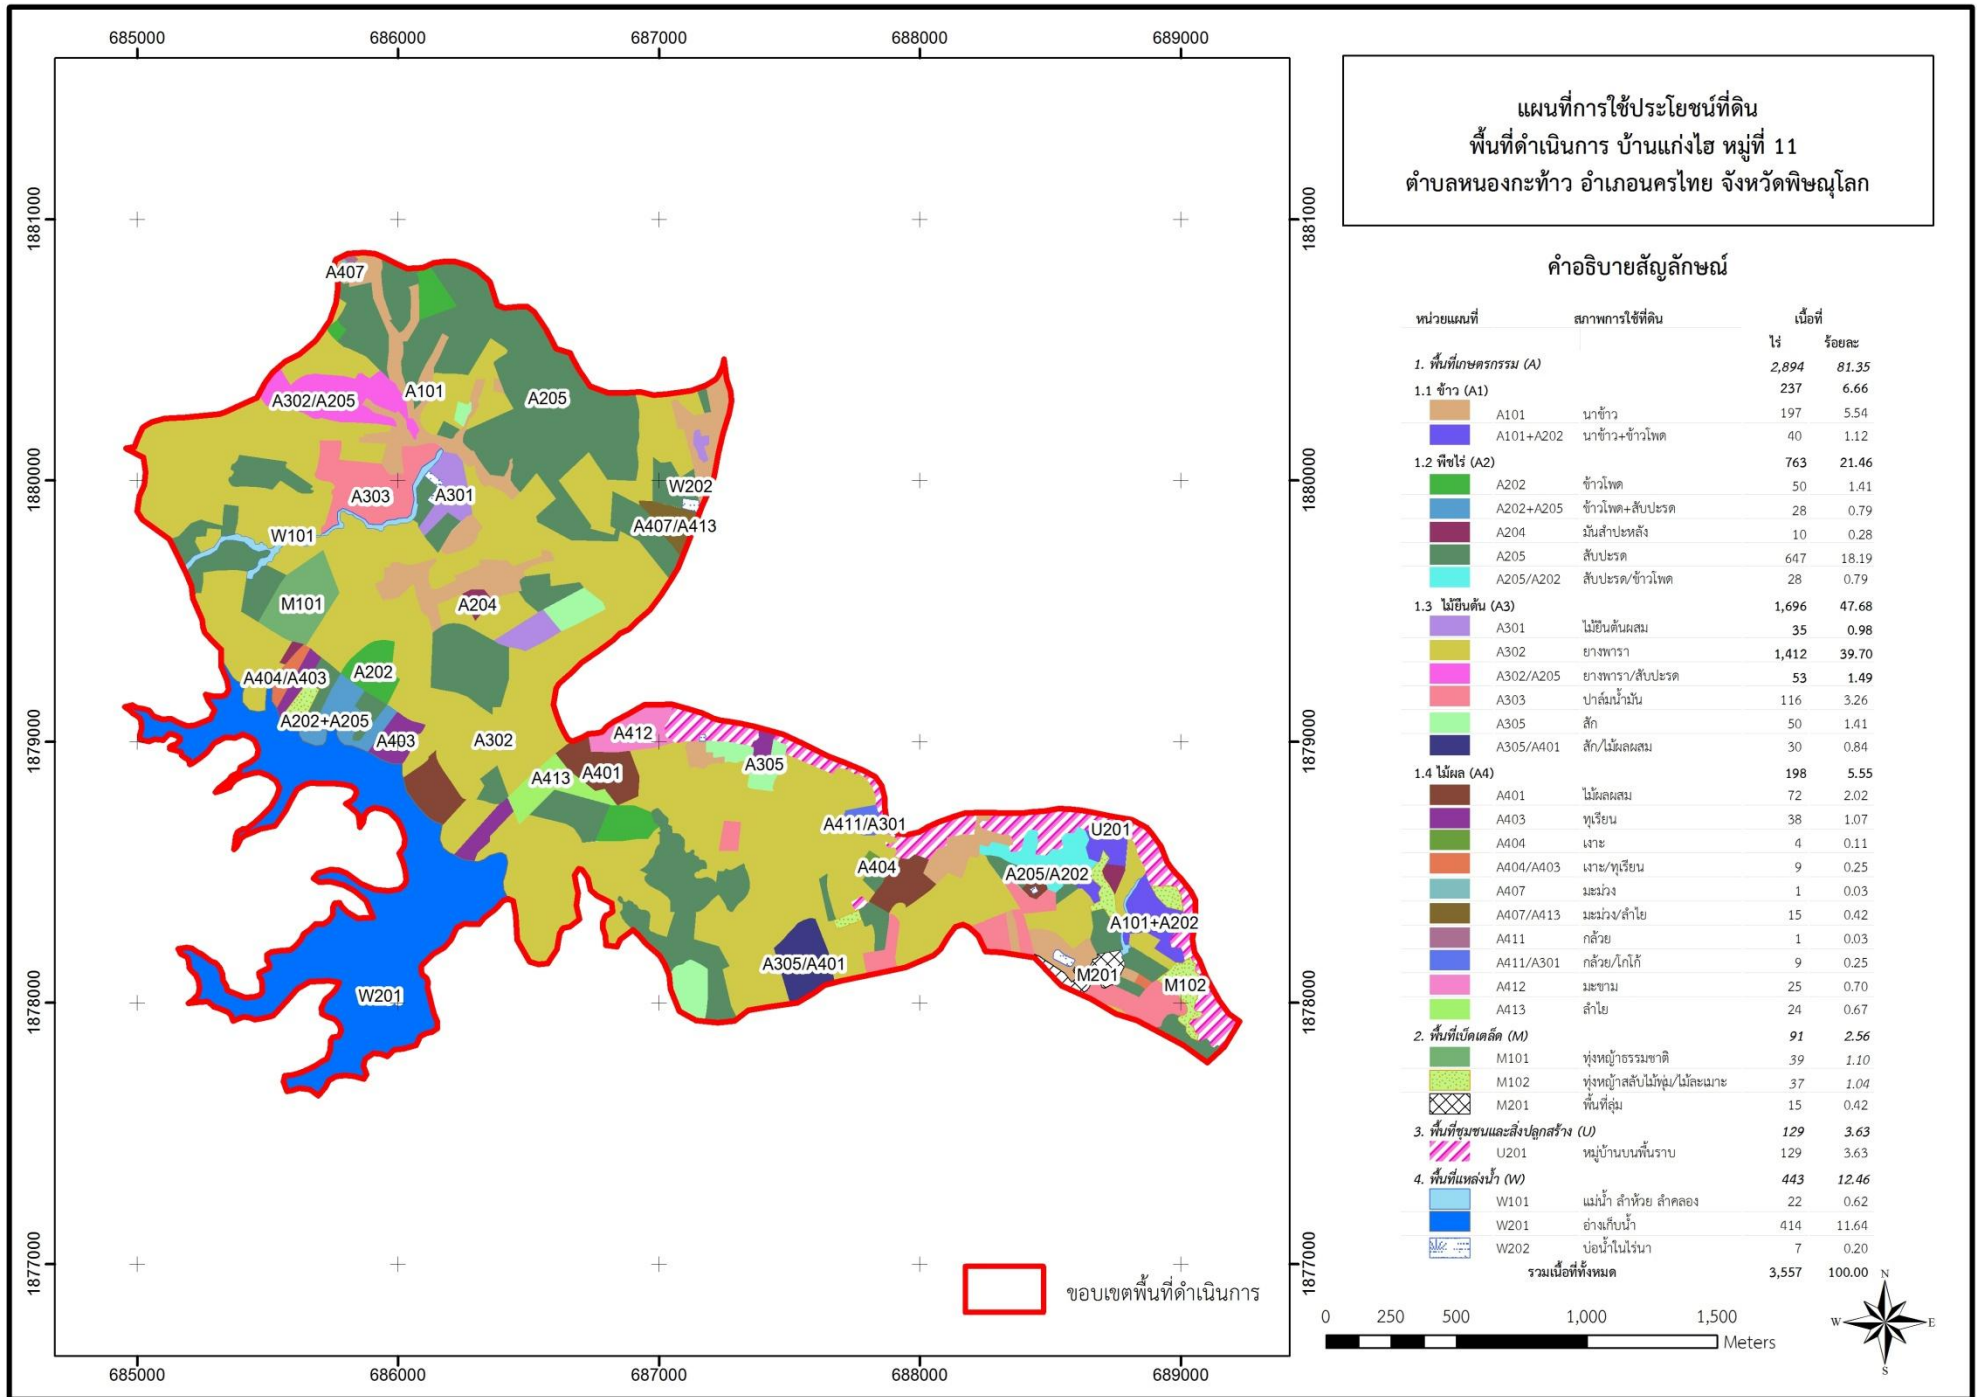 685000 686000 687000 688000 689000
แผนที่การใช้ประโยชน์ที่ดิน
พื้นที่ดำเนินการ บ้านแก่งไฮ หมู่ที่ 11
ตำบลหนองกะท้าว อำเภอนครไทย จังหวัดพิษณุโลก
1881000 1881000
1880000 1880000
1879000 1879000
1878000 1878000
1877000 1877000
A407
A101
A302/A205
A205
A303
A301
W202
A407/A413
W101
M101
A204
A404/A403
A202
A202+A205
A403
A302
A412
A305
A413
A401
A411/A301
U201
A404
A205/A202
A101+A202
A305/A401
M201
M102
W201
คำอธิบายสัญลักษณ์
หน่วยแผนที่ สภาพการใช้ที่ดิน เนื้อที่
ไร่ ร้อยละ
1. พื้นที่เกษตรกรรม (A) 2,894 81.35
1.1 ข้าว (A1) 237 6.66
A101 นาข้าว 197 5.54
A101+A202 นาข้าว+ข้าวโพด 40 1.12
1.2 พืชไร่ (A2) 763 21.46
A202 ข้าวโพด 50 1.41
A202+A205 ข้าวโพด+สับปะรด 28 0.79
A204 มันสำปะหลัง 10 0.28
A205 สับปะรด 647 18.19
A205/A202 สับปะรด/ข้าวโพด 28 0.79
1.3 ไม้ยืนต้น (A3) 1,696 47.68
A301 ไม้ยืนต้นผสม 35 0.98
A302 ยางพารา 1,412 39.70
A302/A205 ยางพารา/สับปะรด 53 1.49
A303 ปาล์มน้ำมัน 116 3.26
A305 สัก 50 1.41
A305/A401 สัก/ไม้ผลผสม 30 0.84
1.4 ไม้ผล (A4) 198 5.55
A401 ไม้ผลผสม 72 2.02
A403 ทุเรียน 38 1.07
A404 เงาะ 4 0.11
A404/A403 เงาะ/ทุเรียน 9 0.25
A407 มะม่วง 1 0.03
A407/A413 มะม่วง/ลำไย 15 0.42
A411 กล้วย 1 0.03
A411/A301 กล้วย/โกโก้ 9 0.25
A412 มะขาม 25 0.70
A413 ลำไย 24 0.67
2. พื้นที่เบ็ดเตล็ด (M) 91 2.56
M101 ทุ่งหญ้าธรรมชาติ 39 1.10
M102 ทุ่งหญ้าสลับไม้พุ่ม/ไม้ละเมาะ 37 1.04
M201 พื้นที่ลุ่ม 15 0.42
3. พื้นที่ชุมชนและสิ่งปลูกสร้าง (U) 129 3.63
U201 หมู่บ้านบนพื้นราบ 129 3.63
4. พื้นที่แหล่งน้ำ (W) 443 12.46
W101 แม่น้ำ ลำห้วย ลำคลอง 22 0.62
W201 อ่างเก็บน้ำ 414 11.64
W202 บ่อน้ำในไร่นา 7 0.20
รวมเนื้อที่ทั้งหมด 3,557 100.00
ขอบเขตพื้นที่ดำเนินการ
0 250 500 1,000 1,500
Meters
N
W E
S
685000 686000 687000 688000 689000